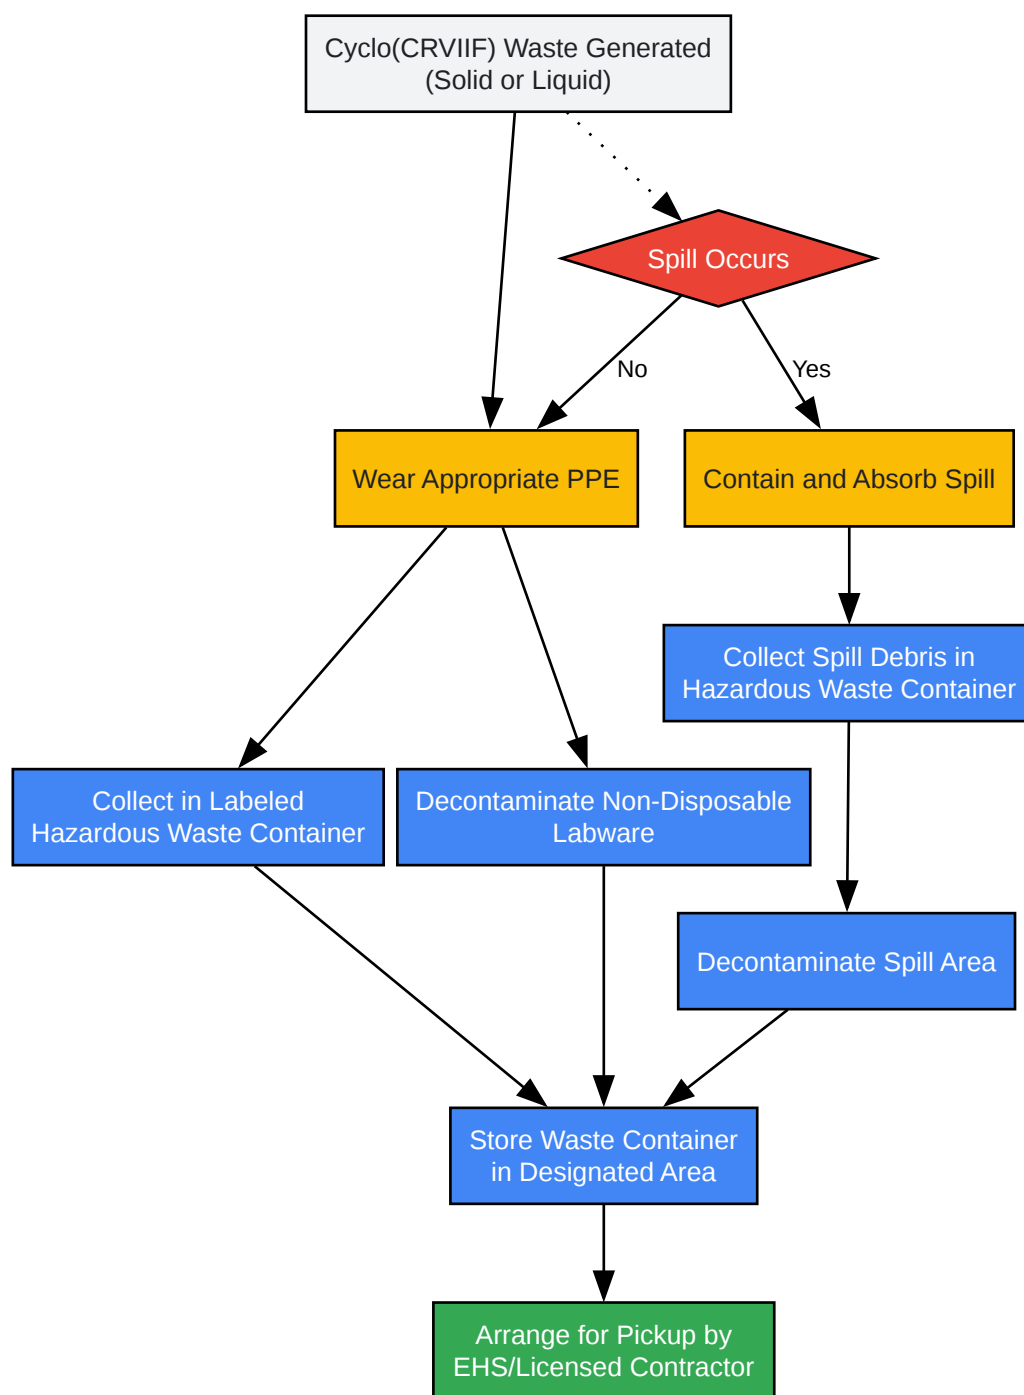 Cyclo(CRVIIF) Waste Generated
(Solid or Liquid)
Spill Occurs
No
Yes
Wear Appropriate PPE
Contain and Absorb Spill
Collect Spill Debris in
Hazardous Waste Container
Collect in Labeled
Hazardous Waste Container
Decontaminate Non-Disposable
Labware
Decontaminate Spill Area
Store Waste Container
in Designated Area
Arrange for Pickup by
EHS/Licensed Contractor